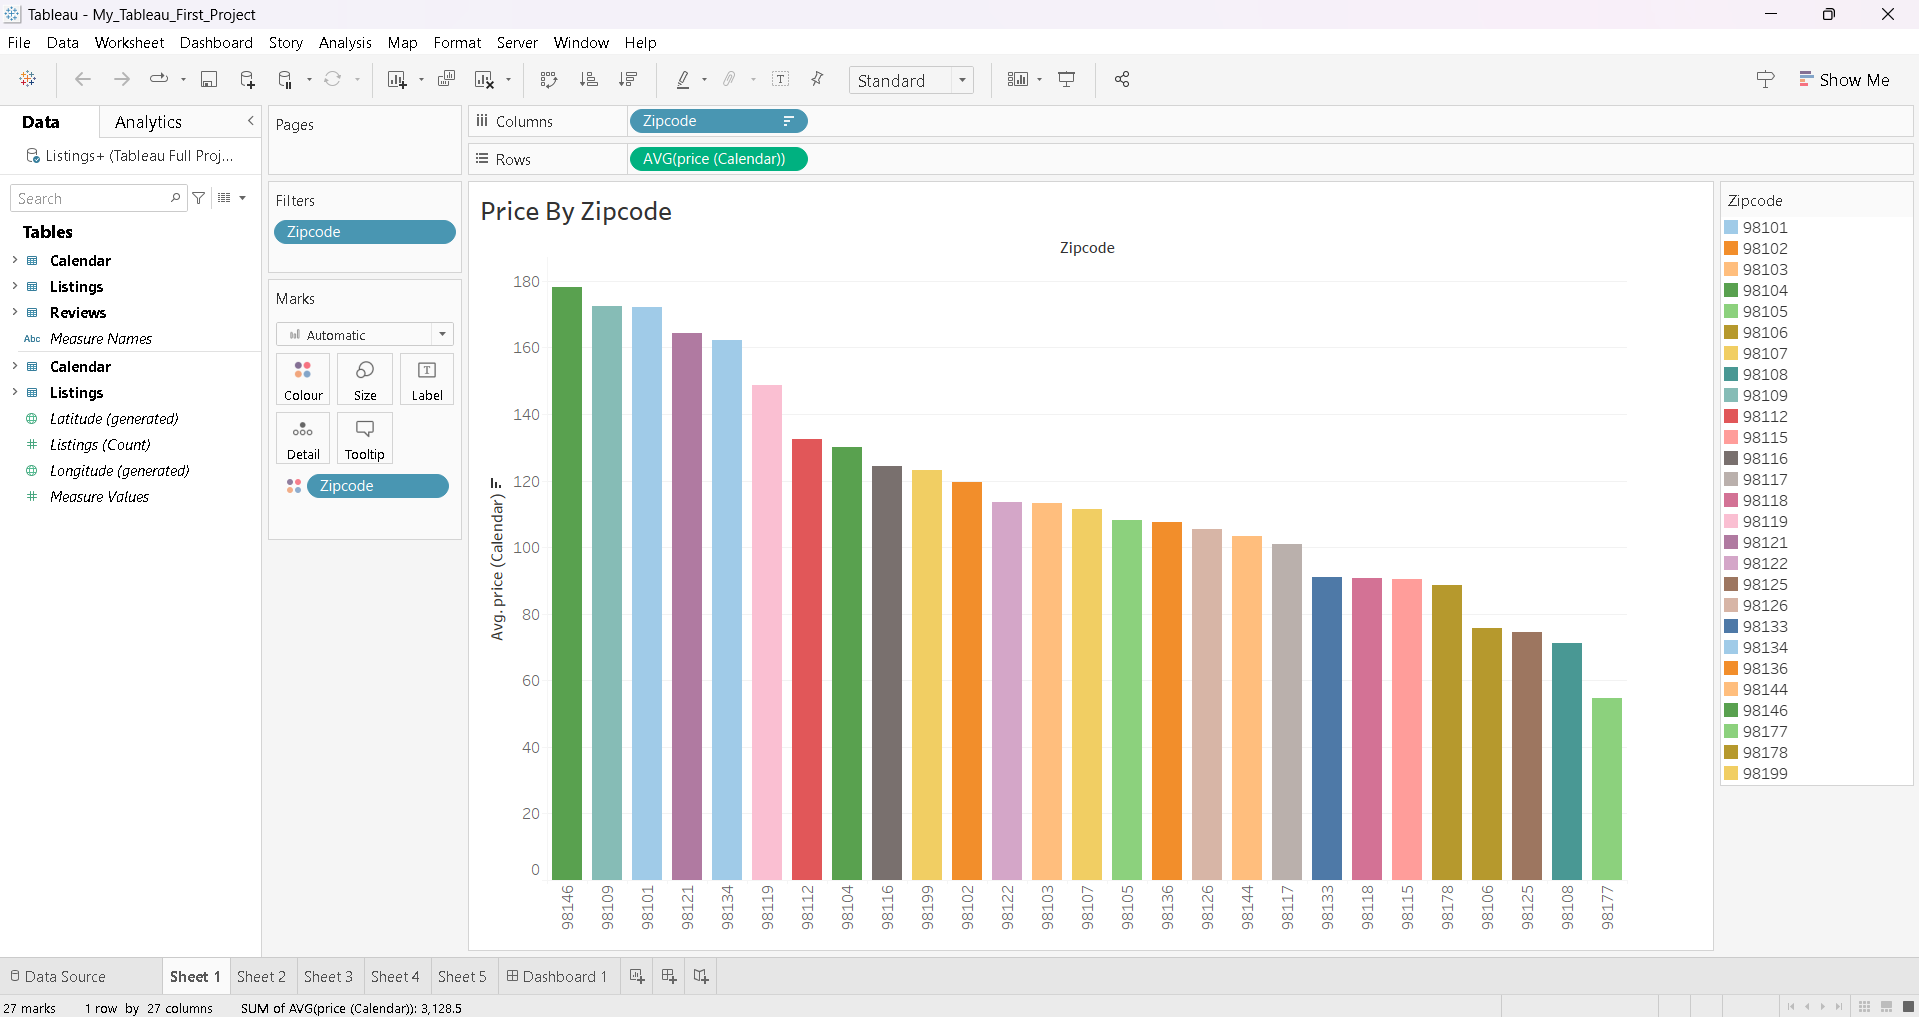 Tableau - My_Tableau_First_Project
File Data Worksheet Dashboard Story Analysis Map Format Server Window Help
Standard
Show Me
Data Analytics
Listings+ (Tableau Full Proj...
Search
Tables
Calendar
Listings
Reviews
Abc Measure Names
Calendar
Listings
Latitude (generated)
Listings (Count)
Longitude (generated)
Measure Values
Pages
Filters
Zipcode
Marks
Automatic
Colour Size Label
Detail Tooltip
Zipcode
Columns Zipcode
Rows AVG(price (Calendar))
Price By Zipcode
Zipcode
180
160
140
120
100
80
60
40
20
0
Avg. price (Calendar)
98146 98109 98101 98121 98134 98119 98112 98104 98116 98199 98102 98122 98103 98107 98105 98136 98126 98144 98117 98133 98118 98115 98178 98106 98125 98108 98177
Zipcode
98101
98102
98103
98104
98105
98106
98107
98108
98109
98112
98115
98116
98117
98118
98119
98121
98122
98125
98126
98133
98134
98136
98144
98146
98177
98178
98199
Data Source Sheet 1 Sheet 2 Sheet 3 Sheet 4 Sheet 5 Dashboard 1
27 marks 1 row by 27 columns SUM of AVG(price (Calendar)): 3,128.5